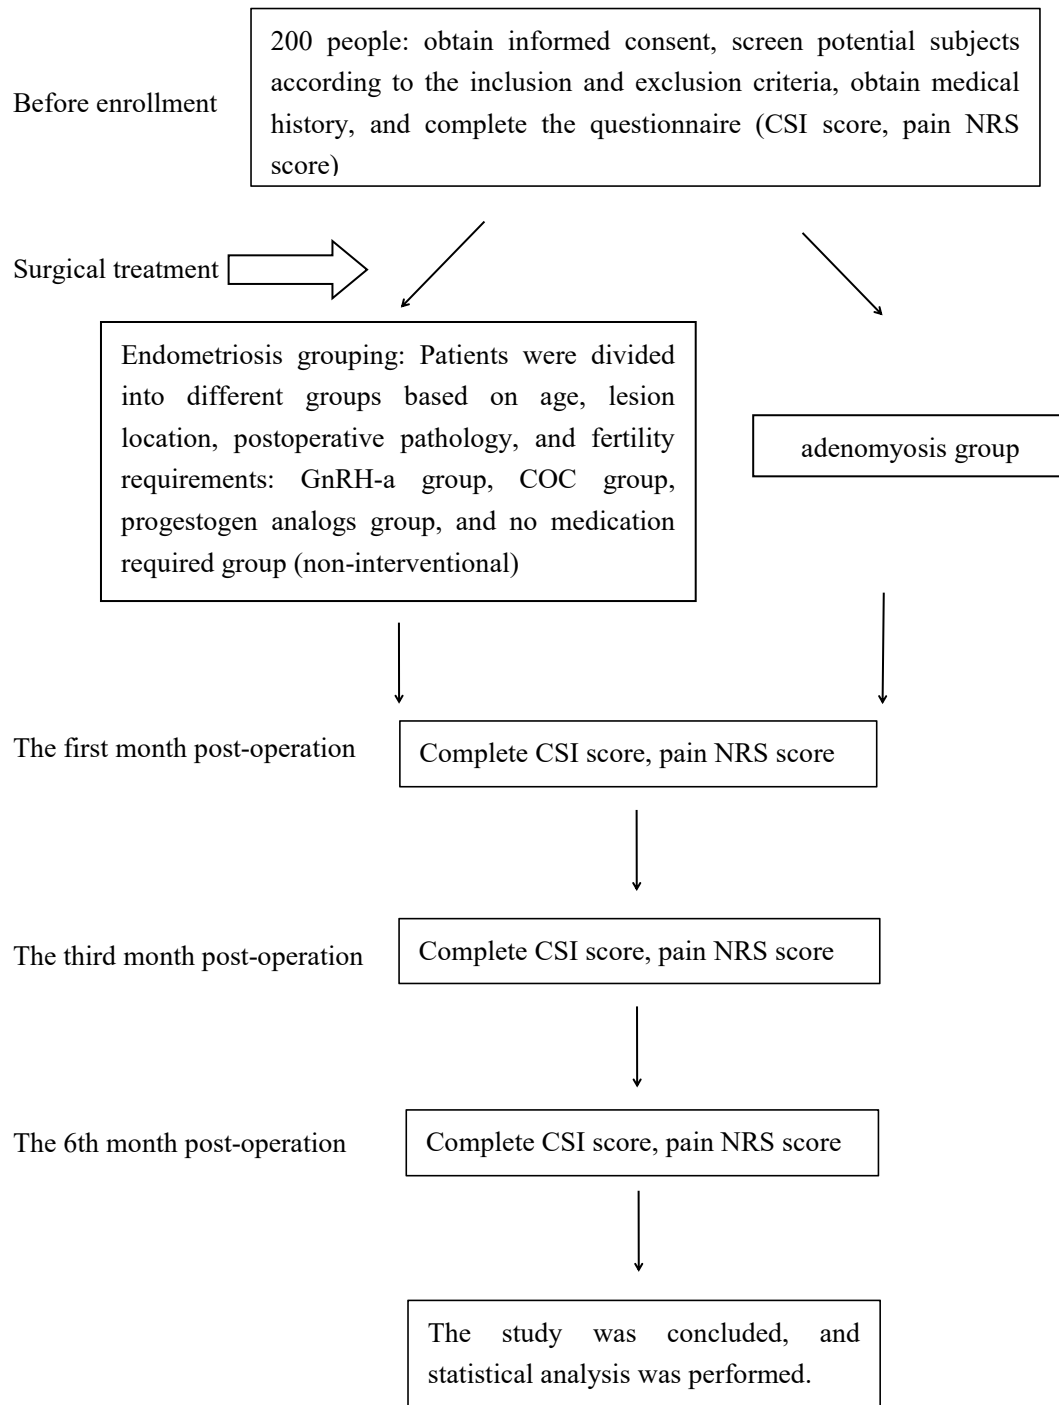 200 people: obtain informed consent, screen potential subjects
according to the inclusion and exclusion criteria, obtain medical
history, and complete the questionnaire (CSI score, pain NRS
score)
Before enrollment
Surgical treatment
Endometriosis grouping: Patients were divided
into different groups based on age, lesion
location, postoperative pathology, and fertility
requirements: GnRH-a group, COC group,
progestogen analogs group, and no medication
required group (non-interventional)
adenomyosis group
The first month post-operation
Complete CSI score, pain NRS score
The third month post-operation
Complete CSI score, pain NRS score
The 6th month post-operation
Complete CSI score, pain NRS score
The study was concluded, and
statistical analysis was performed.